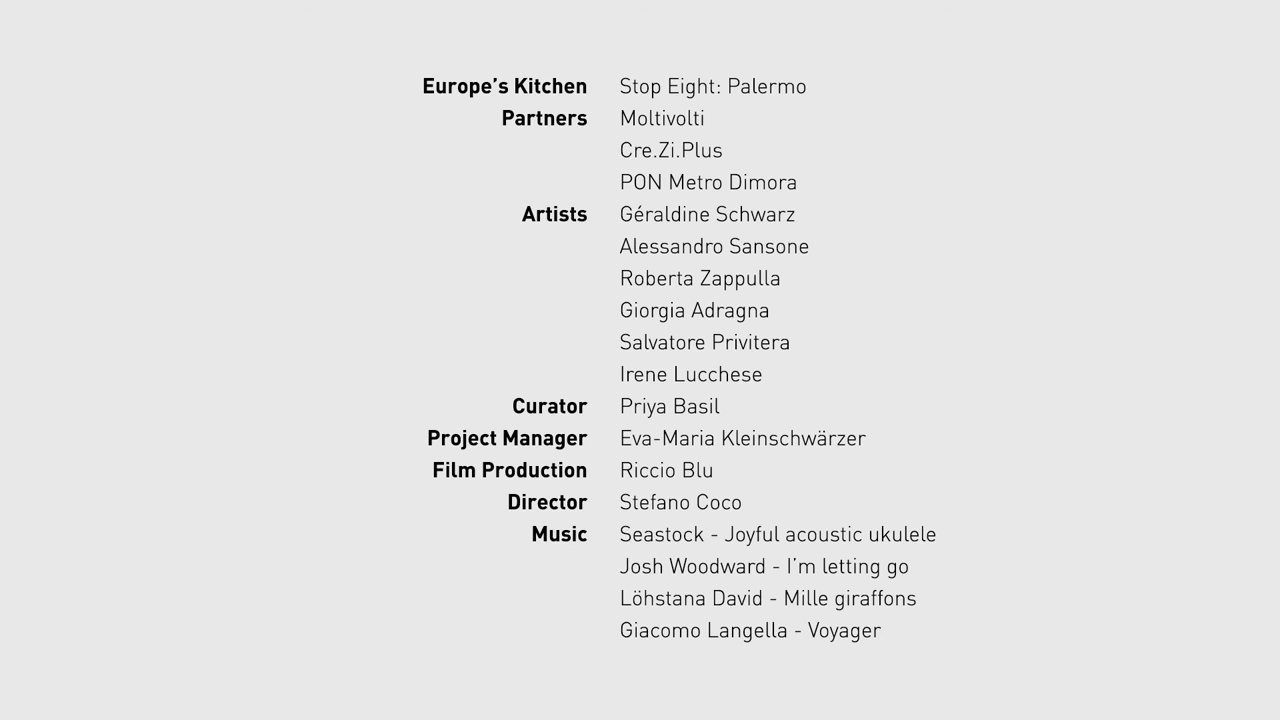 Europe's Kitchen Stop Eight: Palermo
Partners Moltivolti
Cre.Zi.Plus
PON Metro Dimora
Artists Géraldine Schwarz
Alessandro Sansone
Roberta Zappulla
Giorgia Adragna
Salvatore Privitera
Irene Lucchese
Curator Priya Basil
Project Manager Eva-Maria Kleinschwärzer
Film Production Riccio Blu
Director Stefano Coco
Music Seastock - Joyful acoustic ukulele
Josh Woodward - I'm letting go
Löhstana David - Mille giraffons
Giacomo Langella - Voyager